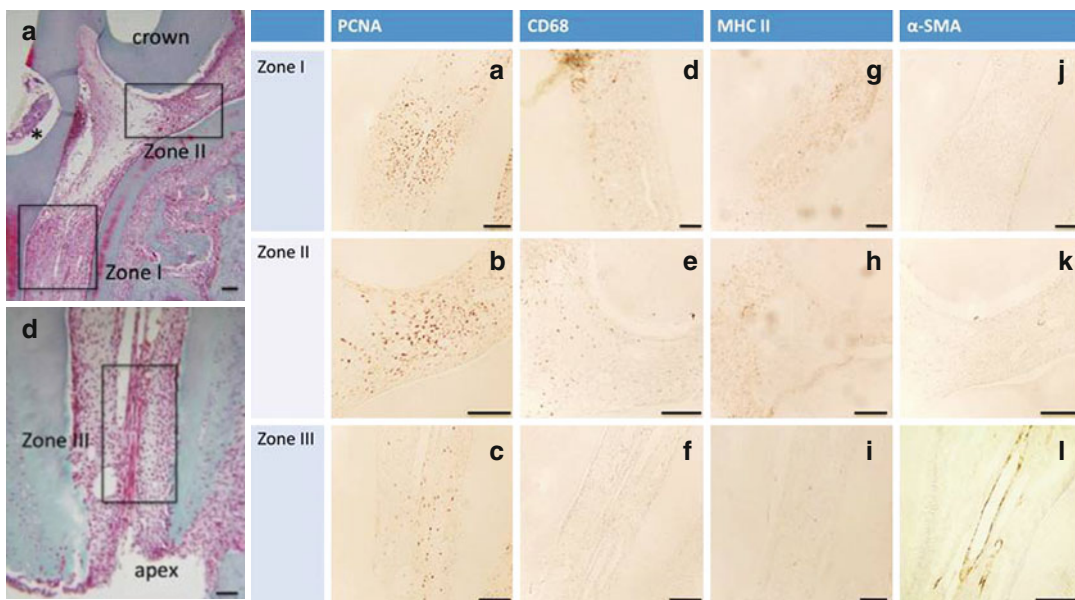 a
crown
*
Zone II
Zone I
d
Zone III
apex
PCNA CD68 MHC II α-SMA
Zone I a d g j
Zone II b e h k
Zone III c f i l